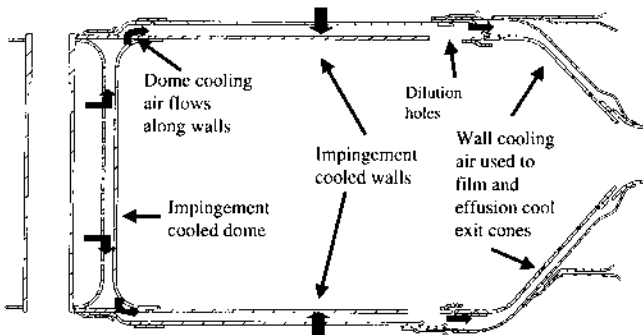 Dome cooling
air flows
along walls
Dilution
holes
Impingement
cooled walls
Wall cooling
air used to
film and
effusion cool
exit cones
Impingement
cooled dome